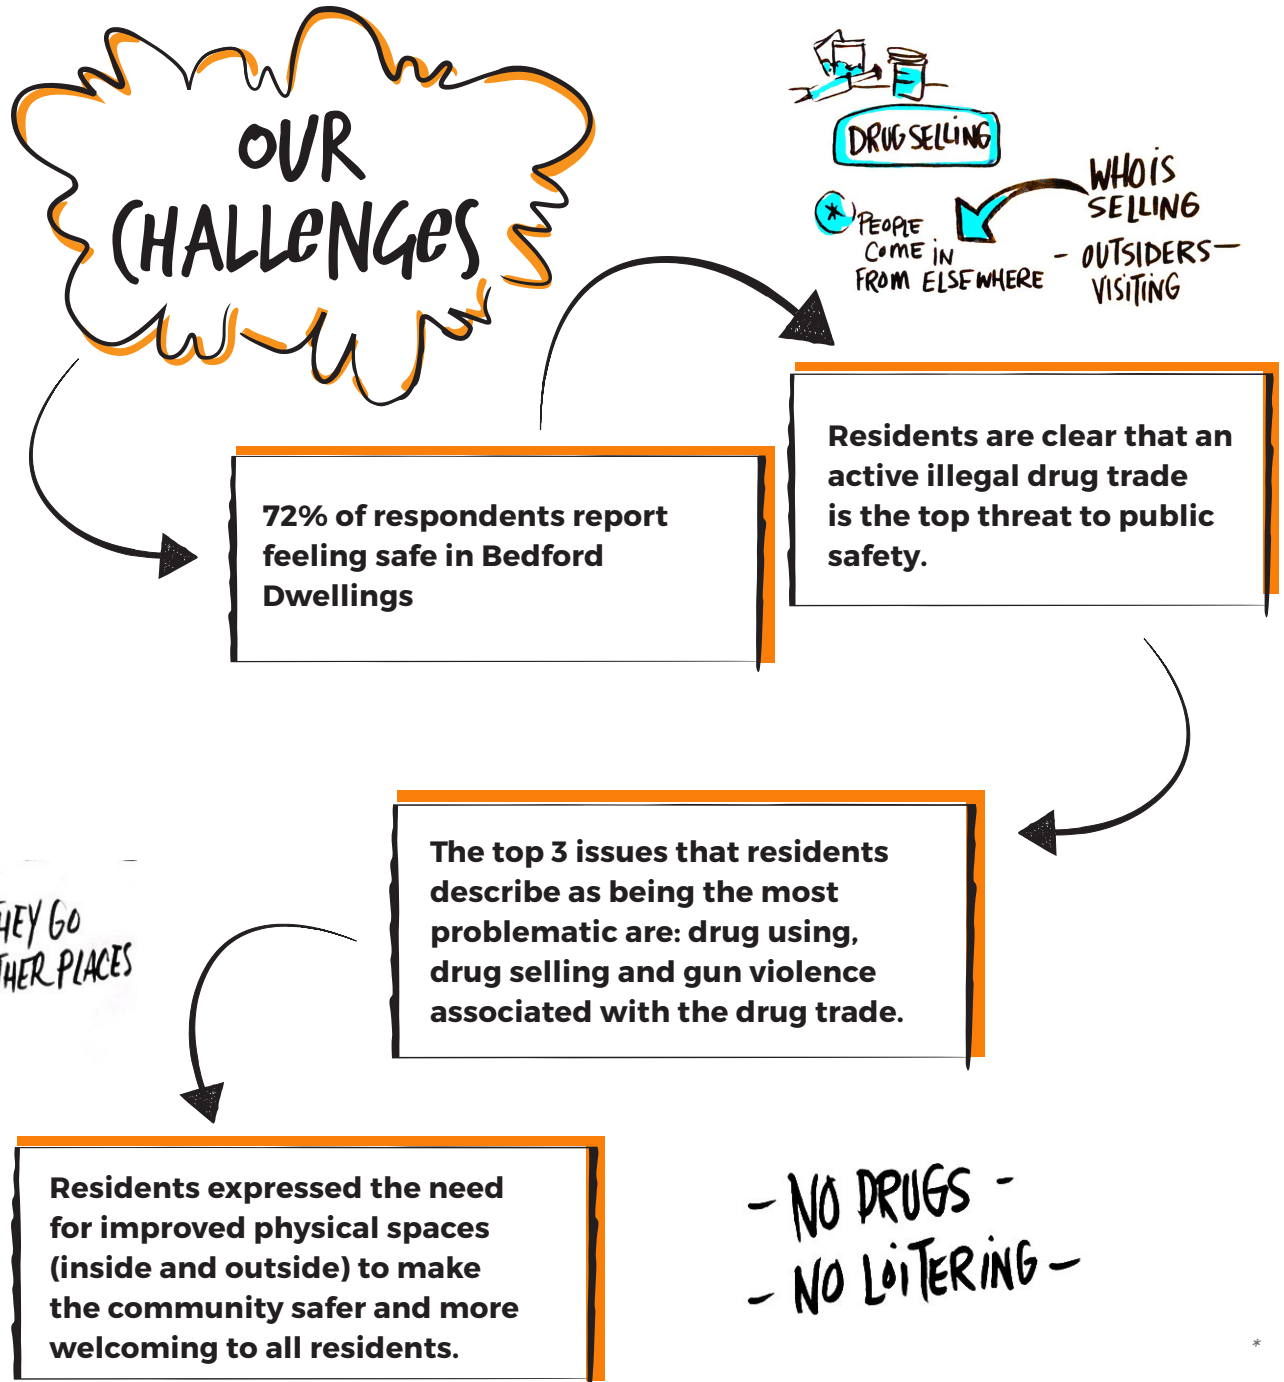 OUR
CHALLENGES
DRUG SELLING
WHO IS
SELLING
- OUTSIDERS -
VISITING
* PEOPLE
COME IN
FROM ELSEWHERE
72% of respondents report
feeling safe in Bedford
Dwellings
Residents are clear that an
active illegal drug trade
is the top threat to public
safety.
The top 3 issues that residents
describe as being the most
problematic are: drug using,
drug selling and gun violence
associated with the drug trade.
HEY GO
THER PLACES
Residents expressed the need
for improved physical spaces
(inside and outside) to make
the community safer and more
welcoming to all residents.
- NO DRUGS -
- NO LOITERING -
*